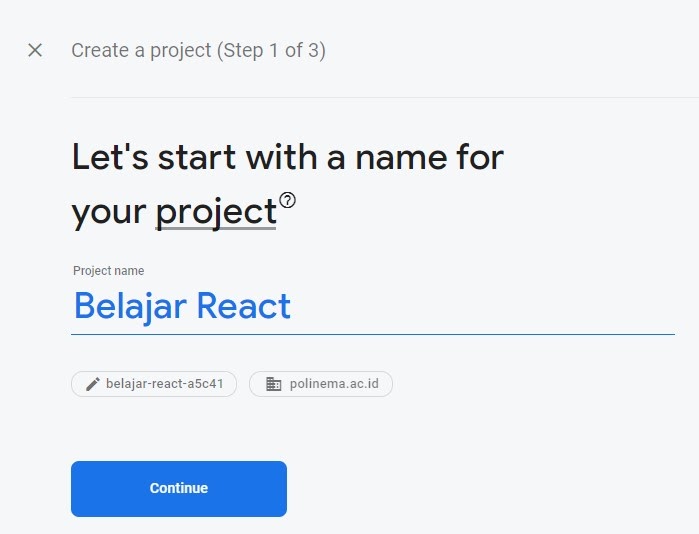 Create a project (Step 1 of 3)
Let's start with a name for
your project
Project name
Belajar React
belajar-react-a5c41 polinema.ac.id
Continue